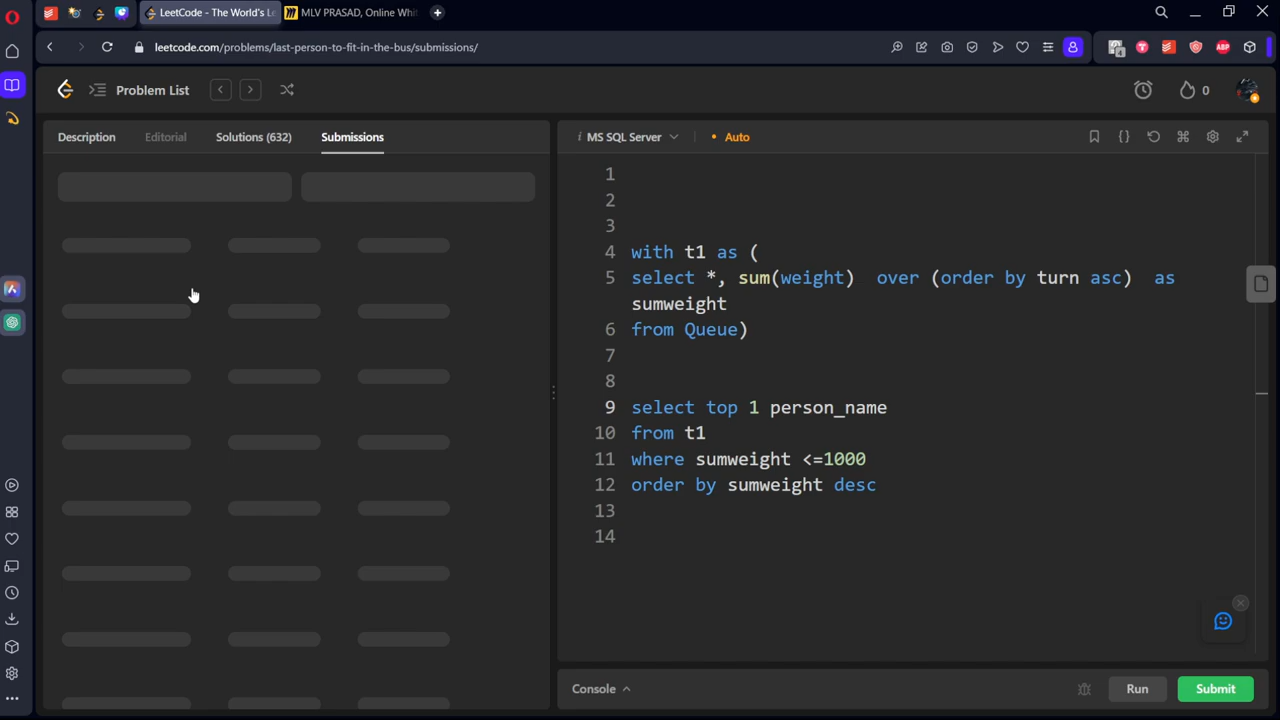 LeetCode - The World's Le
MLV PRASAD, Online Whit
leetcode.com/problems/last-person-to-fit-in-the-bus/submissions/
4
ABP
Problem List
0
Description
Editorial
Solutions (632)
Submissions
i MS SQL Server
• Auto
{}
1
2
3
4 with t1 as (
5 select *, sum(weight) over (order by turn asc) as
sumweight
6 from Queue)
7
8
9 select top 1 person_name
10 from t1
11 where sumweight <=1000
12 order by sumweight desc
13
14
Console
Run
Submit